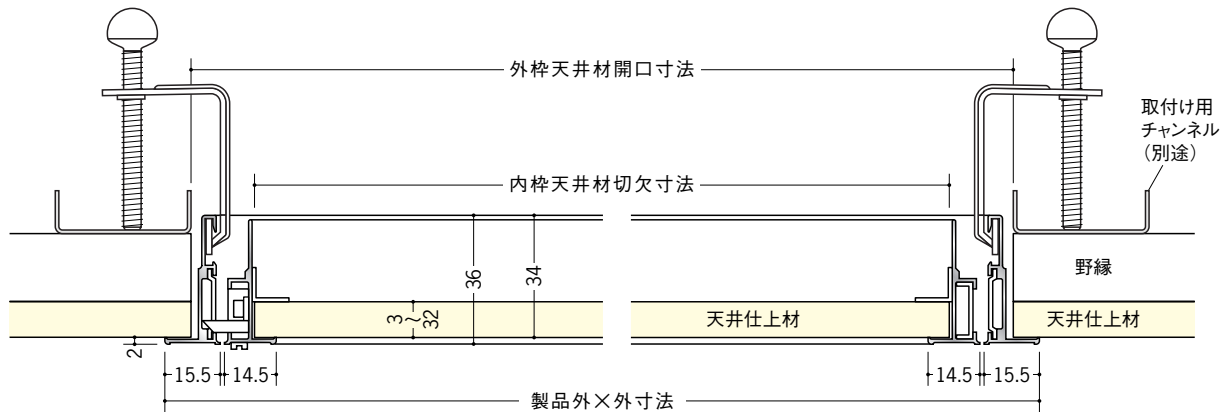 外枠天井材開口寸法
取付け用
チャンネル
（別途）
内枠天井材切欠寸法
36
34
野縁
3〜32
天井仕上材
天井仕上材
2
15.5
14.5
14.5
15.5
製品外×外寸法